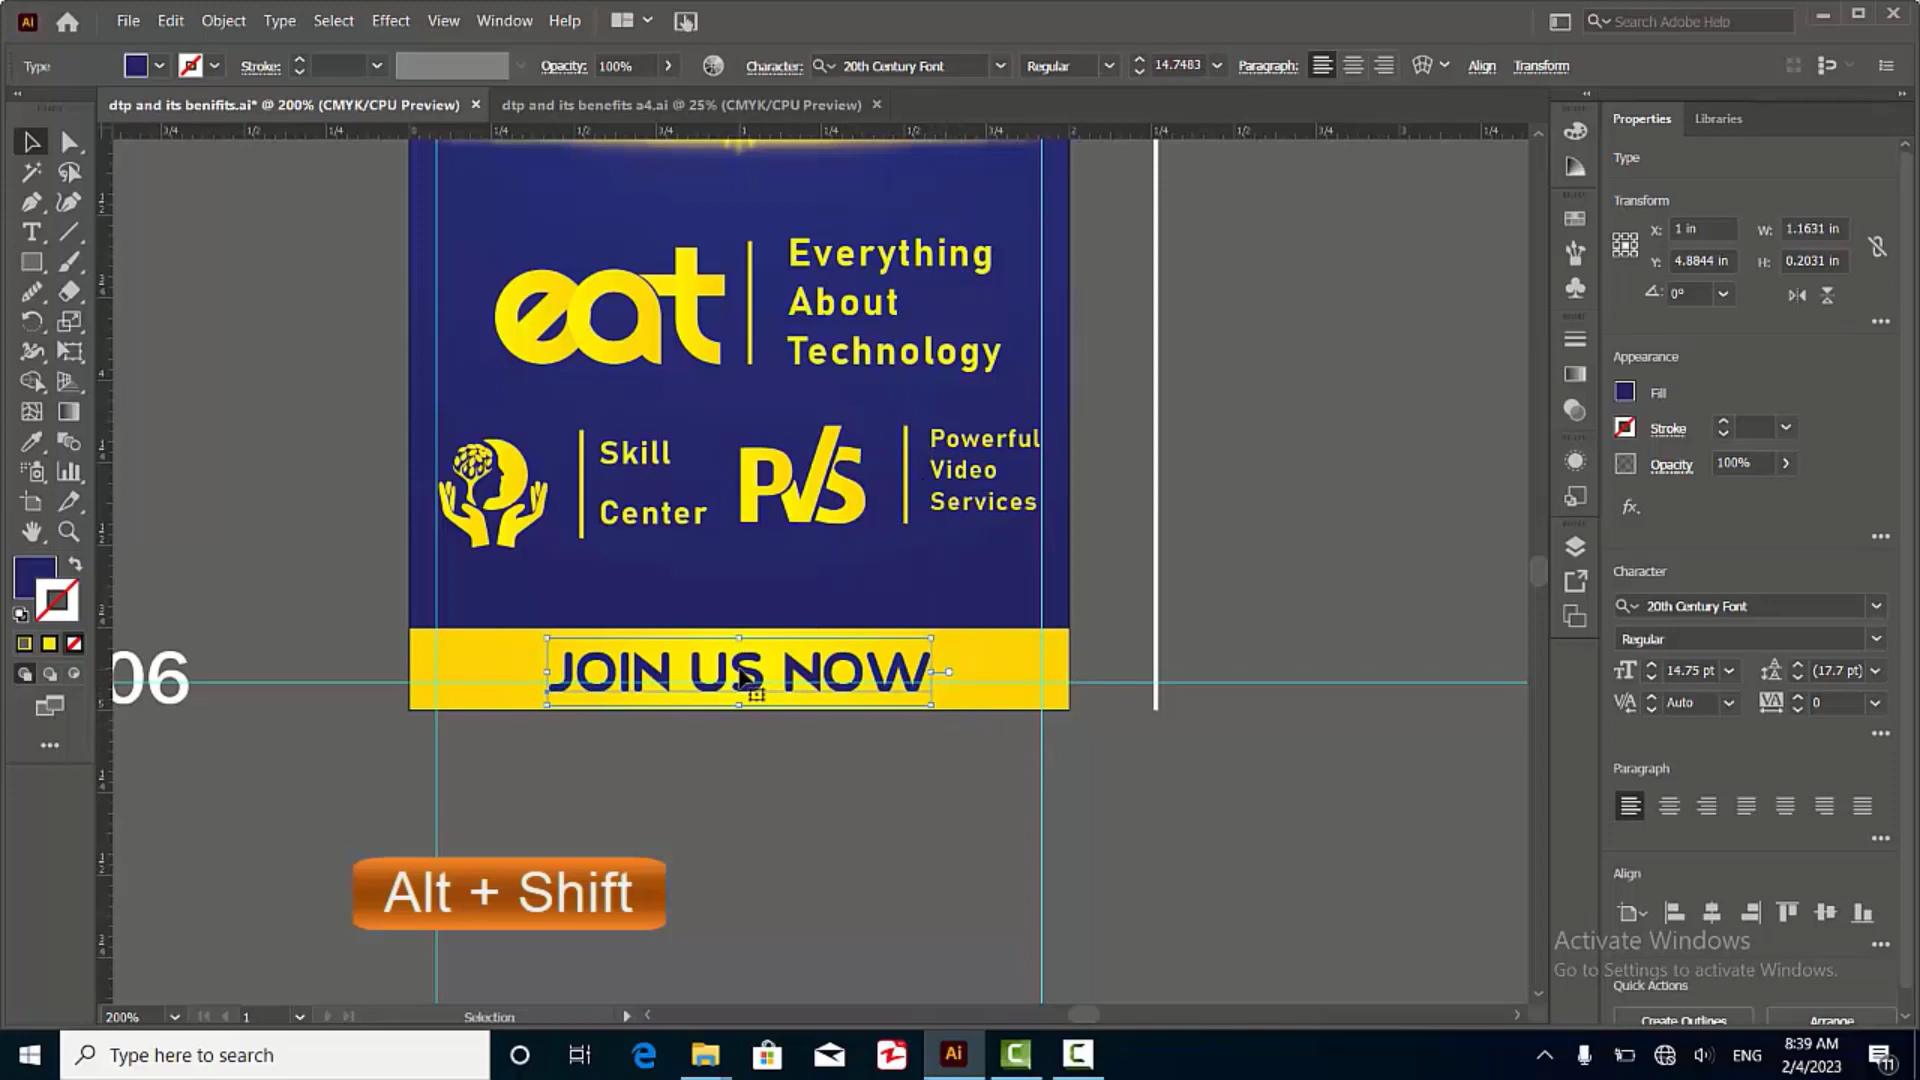 File Edit Object Type Select Effect View Window Help
Search Adobe Help
Type Stroke: Opacity: 100% Character: 20th Century Font Regular 14.7483 Paragraph: Align Transform
dtp and its benifits.ai* @ 200% (CMYK/CPU Preview) dtp and its benefits a4.ai @ 25% (CMYK/CPU Preview)
Properties Libraries
Type
Transform
X: 1 in W: 1.1631 in
Y: 4.8844 in H: 0.2031 in
0°
Appearance
Fill
Stroke
Opacity 100%
fx
Character
20th Century Font
Regular
14.75 pt (17.7 pt)
Auto 0
Paragraph
Align
Activate Windows
Go to Settings to activate Windows.
Quick Actions
Create Outlines Arrange
eat
Everything
About
Technology
Skill
Center
PVS
Powerful
Video
Services
JOIN US NOW
06
Alt + Shift
200% 1 Selection
Type here to search
ENG
8:39 AM
2/4/2023
11